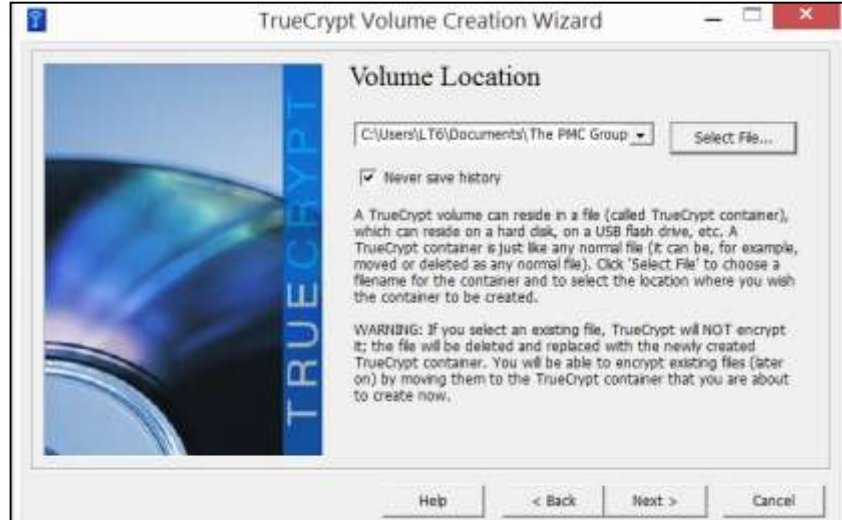 TrueCrypt Volume Creation Wizard
TRUECRYPT
Volume Location
C:\Users\LT6\Documents\The PMC Group
Select File...
Never save history
A TrueCrypt volume can reside in a file (called TrueCrypt container),
which can reside on a hard disk, on a USB flash drive, etc. A
TrueCrypt container is just like any normal file (it can be, for example,
moved or deleted as any normal file). Click 'Select File' to choose a
filename for the container and to select the location where you wish
the container to be created.
WARNING: If you select an existing file, TrueCrypt will NOT encrypt
it; the file will be deleted and replaced with the newly created
TrueCrypt container. You will be able to encrypt existing files (later
on) by moving them to the TrueCrypt container that you are about
to create now.
Help
< Back
Next >
Cancel